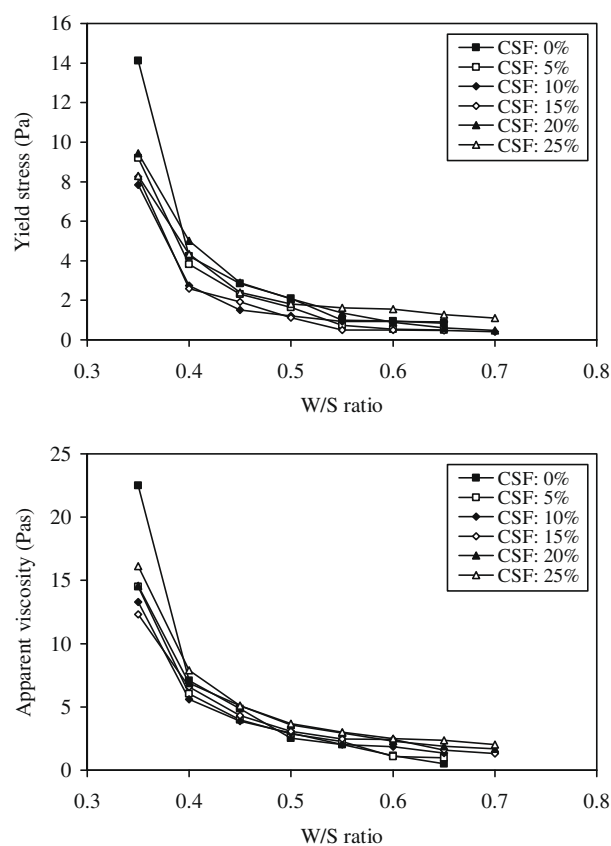 16
14
12
10
8
6
4
2
0
Yield stress (Pa)
CSF: 0%
CSF: 5%
CSF: 10%
CSF: 15%
CSF: 20%
CSF: 25%
0.3 0.4 0.5 0.6 0.7 0.8
W/S ratio
25
20
15
10
5
0
Apparent viscosity (Pas)
CSF: 0%
CSF: 5%
CSF: 10%
CSF: 15%
CSF: 20%
CSF: 25%
0.3 0.4 0.5 0.6 0.7 0.8
W/S ratio